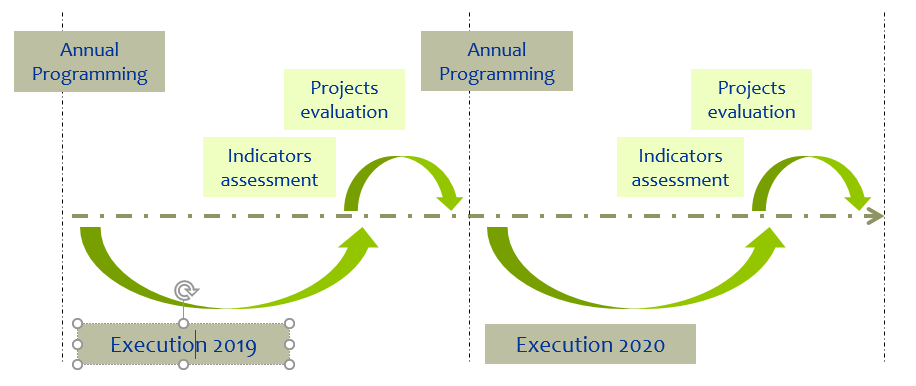 Annual
Programming
Annual
Programming
Projects
evaluation
Projects
evaluation
Indicators
assessment
Indicators
assessment
Execution 2019
Execution 2020